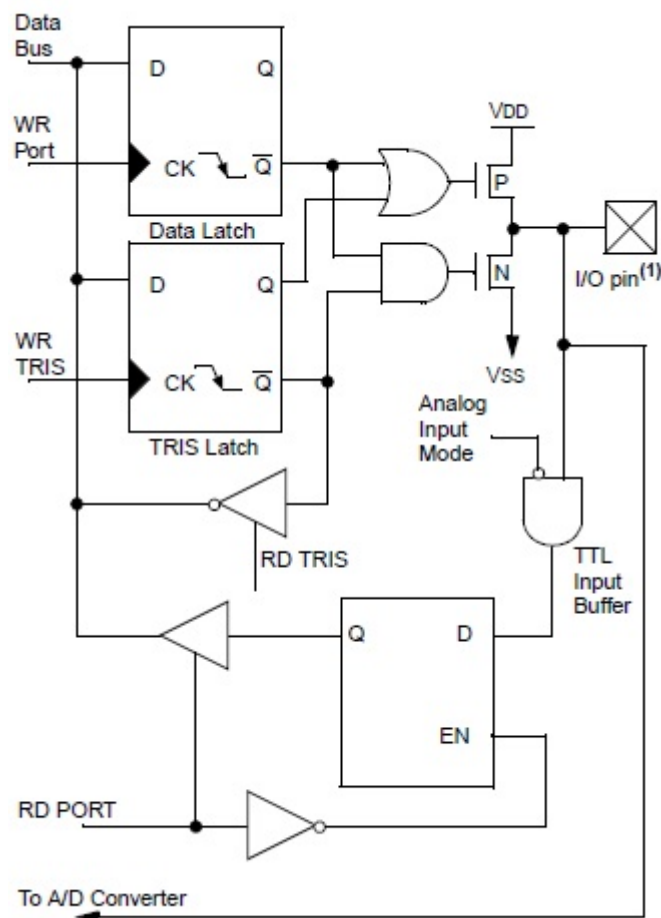 Data
Bus
D
Q
WR
Port
CK
Q
Data Latch
VDD
P
N
I/O pin(1)
VSS
D
Q
WR
TRIS
CK
Q
TRIS Latch
Analog
Input
Mode
RD TRIS
TTL
Input
Buffer
Q
D
EN
RD PORT
To A/D Converter